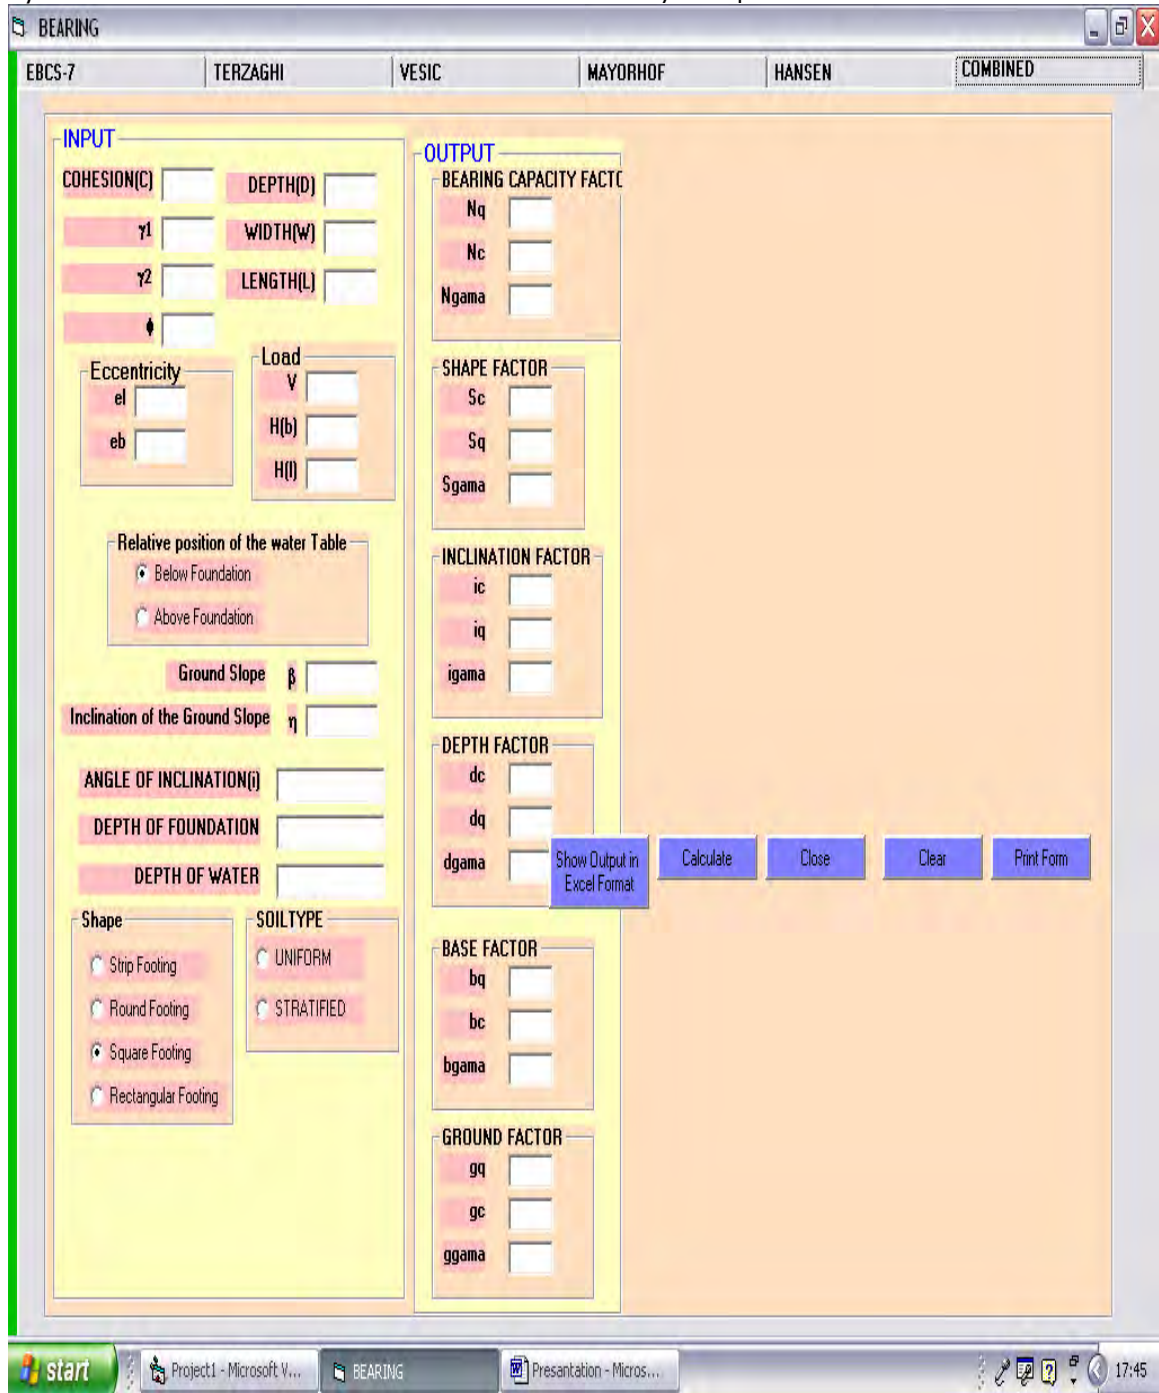 BEARING
EBCS-7 TERZAGHI VESIC MAYORHOF HANSEN COMBINED
INPUT
COHESION(C) DEPTH(D)
γ1 WIDTH(W)
γ2 LENGTH(L)
ϕ
Eccentricity
el
eb
Load
V
H(b)
H(l)
Relative position of the water Table
Below Foundation
Above Foundation
Ground Slope β
Inclination of the Ground Slope η
ANGLE OF INCLINATION(i)
DEPTH OF FOUNDATION
DEPTH OF WATER
Shape
Strip Footing
Round Footing
Square Footing
Rectangular Footing
SOILTYPE
UNIFORM
STRATIFIED
OUTPUT
BEARING CAPACITY FACTC
Nq
Nc
Ngama
SHAPE FACTOR
Sc
Sq
Sgama
INCLINATION FACTOR
ic
iq
igama
DEPTH FACTOR
dc
dq
dgama
BASE FACTOR
bq
bc
bgama
GROUND FACTOR
gq
gc
ggama
Show Output in
Excel Format
Calculate
Close
Clear
Print Form
start Project1 - Microsoft V... BEARING Presantation - Micros... 17:45